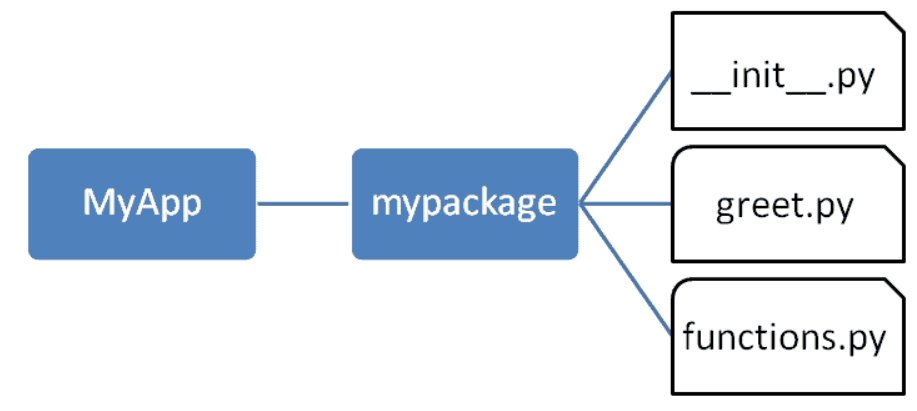 MyApp
mypackage
__init__.py
greet.py
functions.py